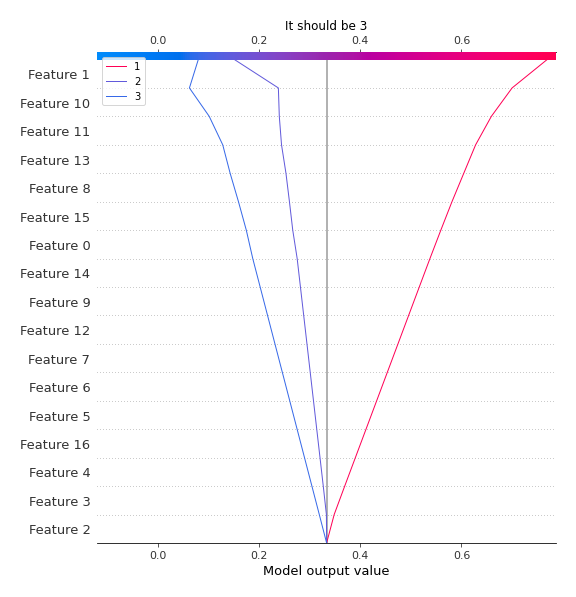 It should be 3
0.0 0.2 0.4 0.6
1
2
3
Feature 1
Feature 10
Feature 11
Feature 13
Feature 8
Feature 15
Feature 0
Feature 14
Feature 9
Feature 12
Feature 7
Feature 6
Feature 5
Feature 16
Feature 4
Feature 3
Feature 2
0.0 0.2 0.4 0.6
Model output value